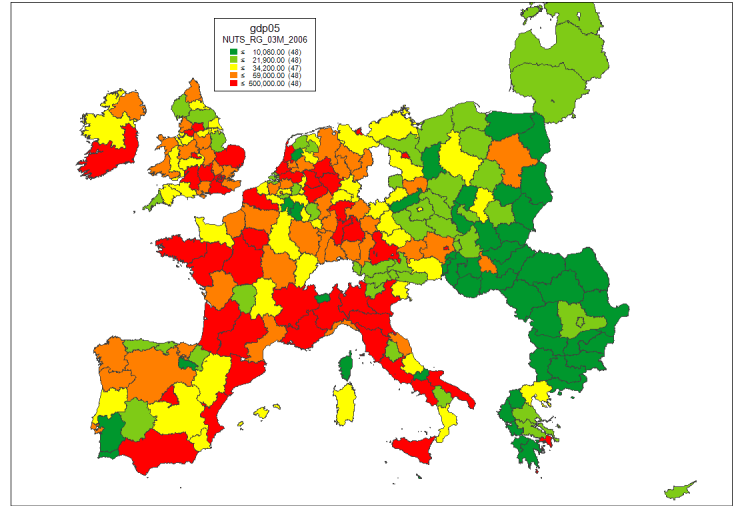 gdp05
NUTS_RG_03M_2006
≤ 10,060.00 (48)
≤ 21,900.00 (48)
≤ 34,200.00 (47)
≤ 59,000.00 (48)
≤ 500,000.00 (48)